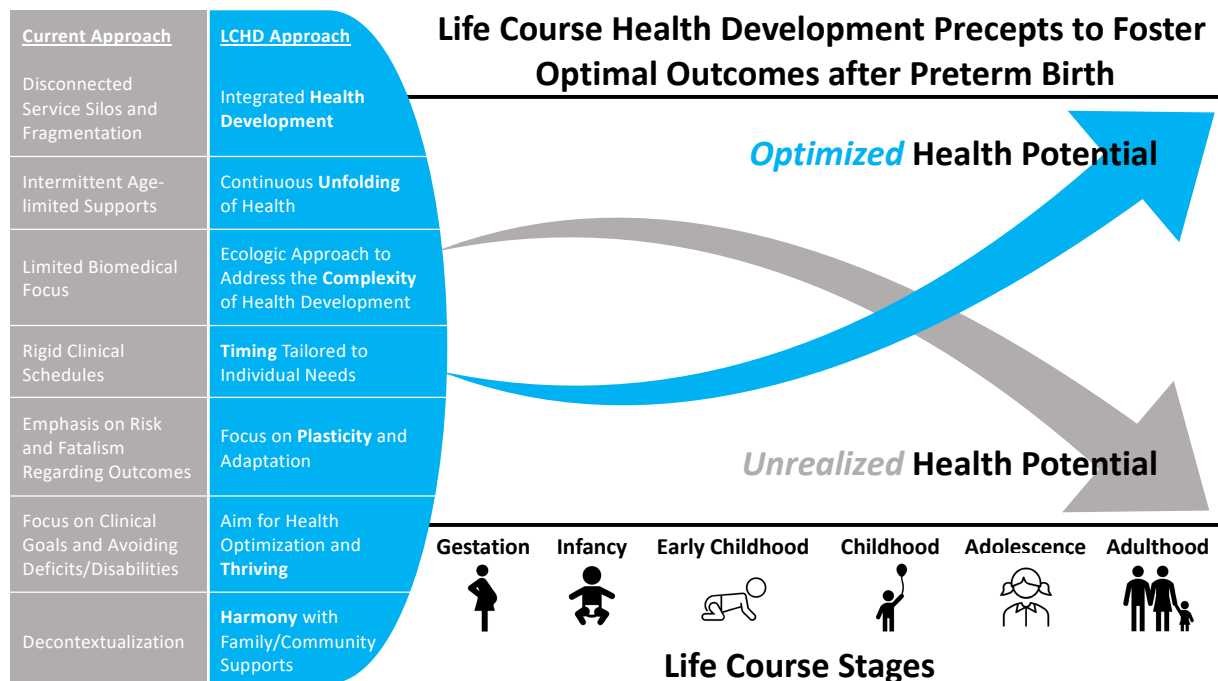 Life Course Health Development Precepts to Foster
Optimal Outcomes after Preterm Birth
Current Approach
Disconnected
Service Silos and
Fragmentation
Intermittent Age-
limited Supports
Limited Biomedical
Focus
Rigid Clinical
Schedules
Emphasis on Risk
and Fatalism
Regarding Outcomes
Focus on Clinical
Goals and Avoiding
Deficits/Disabilities
Decontextualization
LCHD Approach
Integrated Health
Development
Continuous Unfolding
of Health
Ecologic Approach to
Address the Complexity
of Health Development
Timing Tailored to
Individual Needs
Focus on Plasticity and
Adaptation
Aim for Health
Optimization and
Thriving
Harmony with
Family/Community
Supports
Optimized Health Potential
Unrealized Health Potential
Gestation
Infancy
Early Childhood
Childhood
Adolescence
Adulthood
Life Course Stages